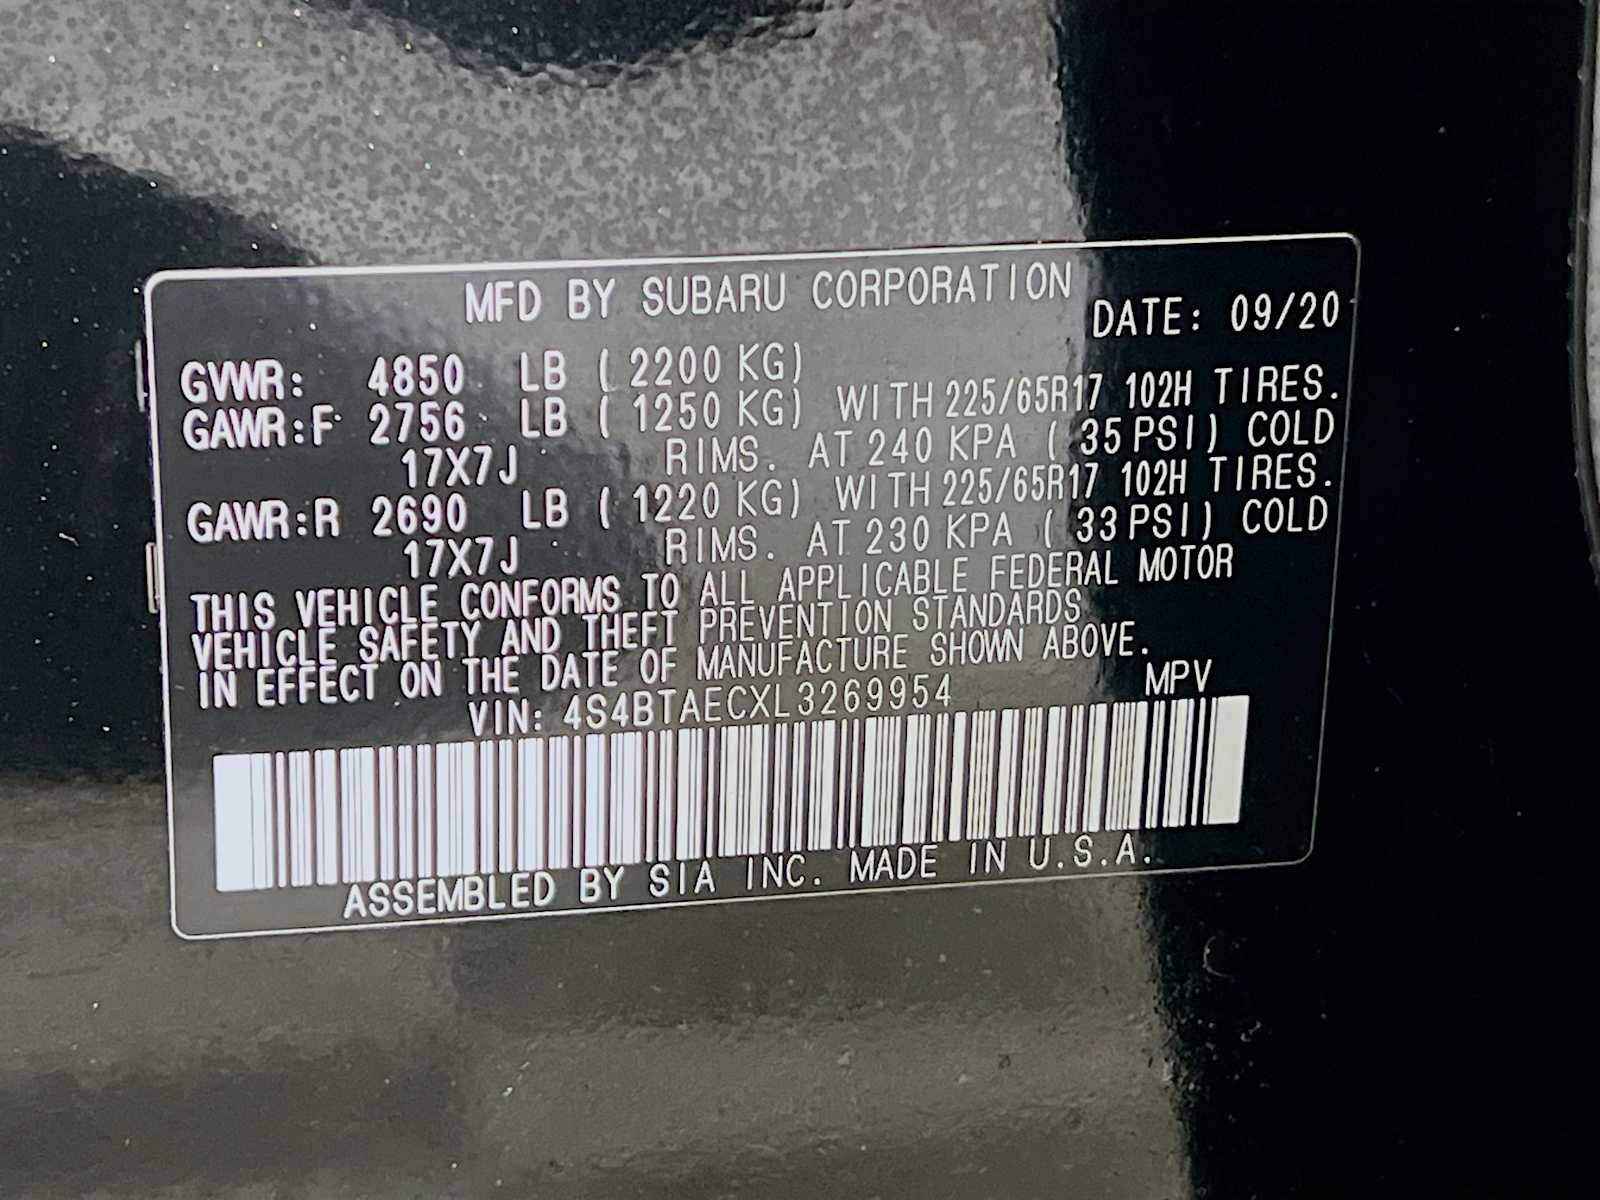 MFD BY SUBARU CORPORATION
DATE: 09/20
GVWR: 4850 LB (2200 KG)
GAWR:F 2756 LB (1250 KG) WITH 225/65R17 102H TIRES.
17X7J RIMS. AT 240 KPA (35 PSI) COLD
GAWR:R 2690 LB (1220 KG) WITH 225/65R17 102H TIRES.
17X7J RIMS. AT 230 KPA (33 PSI) COLD
THIS VEHICLE CONFORMS TO ALL APPLICABLE FEDERAL MOTOR
VEHICLE SAFETY AND THEFT PREVENTION STANDARDS
IN EFFECT ON THE DATE OF MANUFACTURE SHOWN ABOVE.
VIN: 4S4BTAECXL3269954 MPV
ASSEMBLED BY SIA INC. MADE IN U.S.A.